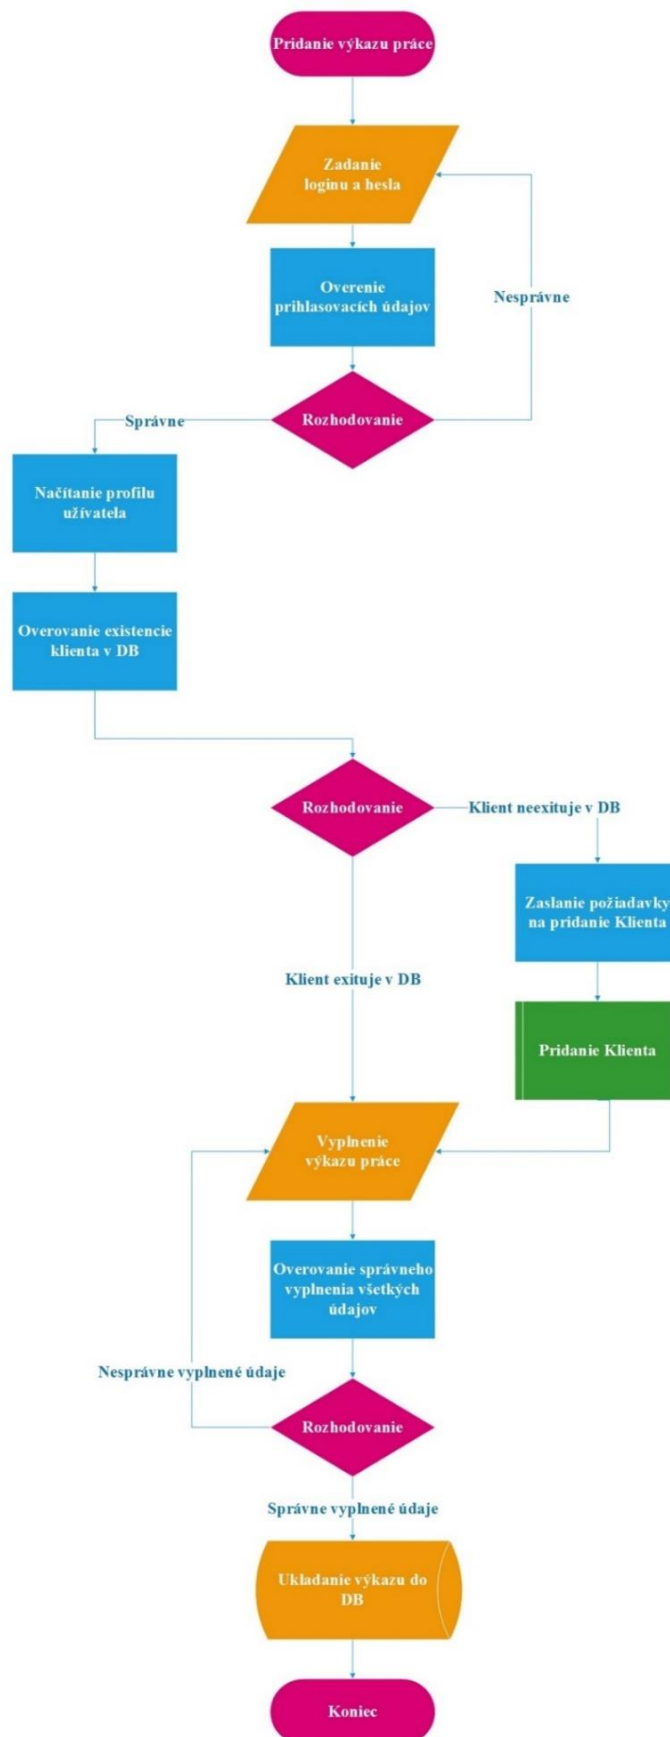 Pridanie výkazu práce
Zadanie
loginu a hesla
Overenie
prihlasovacích údajov
Nesprávne
Rozhodovanie
Správne
Načítanie profilu
užívatela
Overovanie existencie
klienta v DB
Rozhodovanie
Klient neexituje v DB
Zaslanie požiadavky
na pridanie Klienta
Klient exituje v DB
Pridanie Klienta
Vyplnenie
výkazu práce
Overovanie správneho
vyplnenia všetkých
údajov
Nesprávne vyplnené údaje
Rozhodovanie
Správne vyplnené údaje
Ukladanie výkazu do
DB
Koniec